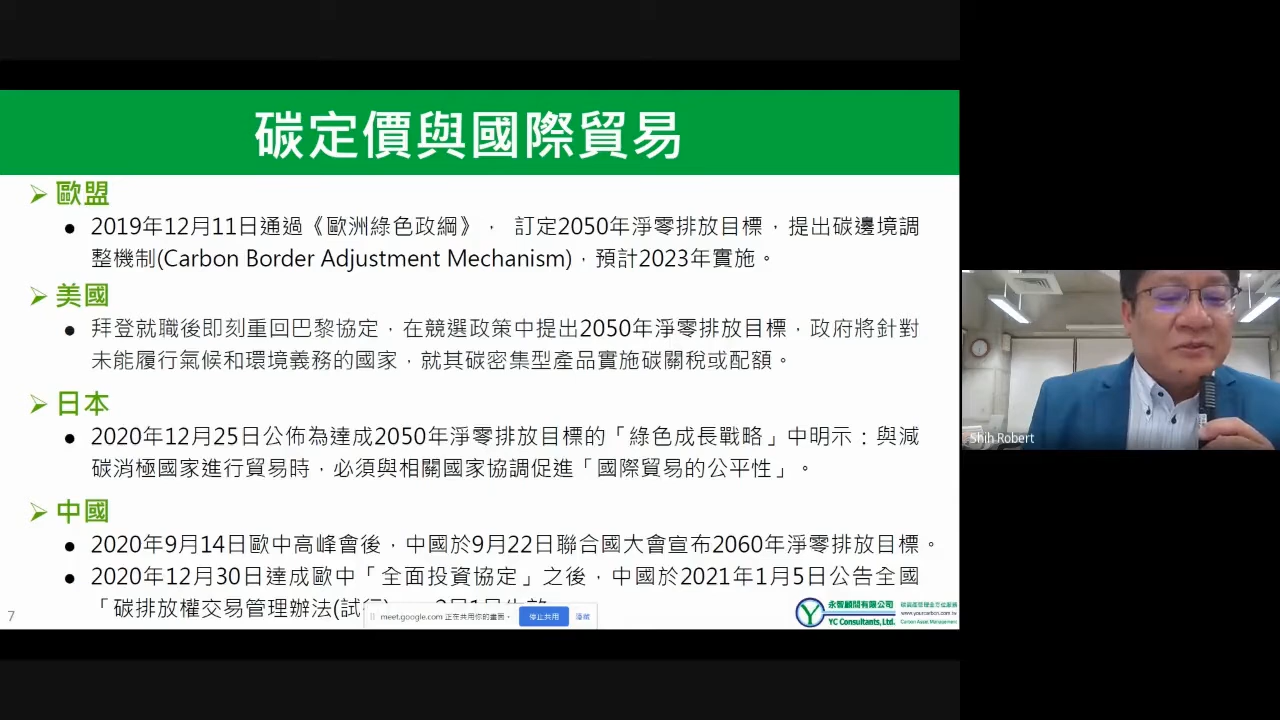 碳定價與國際貿易
歐盟
2019年12月11日通過《歐洲綠色政綱》， 訂定2050年淨零排放目標，提出碳邊境調
整機制(Carbon Border Adjustment Mechanism)，預計2023年實施。
美國
拜登就職後即刻重回巴黎協定，在競選政策中提出2050年淨零排放目標，政府將針對
未能履行氣候和環境義務的國家，就其碳密集型產品實施碳關稅或配額。
日本
2020年12月25日公佈為達成2050年淨零排放目標的「綠色成長戰略」中明示：與減
碳消極國家進行貿易時，必須與相關國家協調促進「國際貿易的公平性」。
中國
2020年9月14日歐中高峰會後，中國於9月22日聯合國大會宣布2060年淨零排放目標。
2020年12月30日達成歐中「全面投資協定」之後，中國於2021年1月5日公告全國
「碳排放權交易管理辦法(試行)
meet.google.com 正在共用你的畫面。
停止共用
隱藏
7
永智顧問有限公司
YC Consultants, Ltd.
www.yourcarbon.com.tw
Carbon Asset Management
Shih Robert